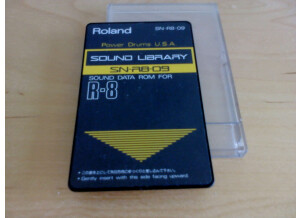 Roland SN-R8-09
Power Drums U.S.A.
SOUND LIBRARY
SN-R8-09
SOUND DATA ROM FOR
R-8
• Gently insert with this side facing upward.